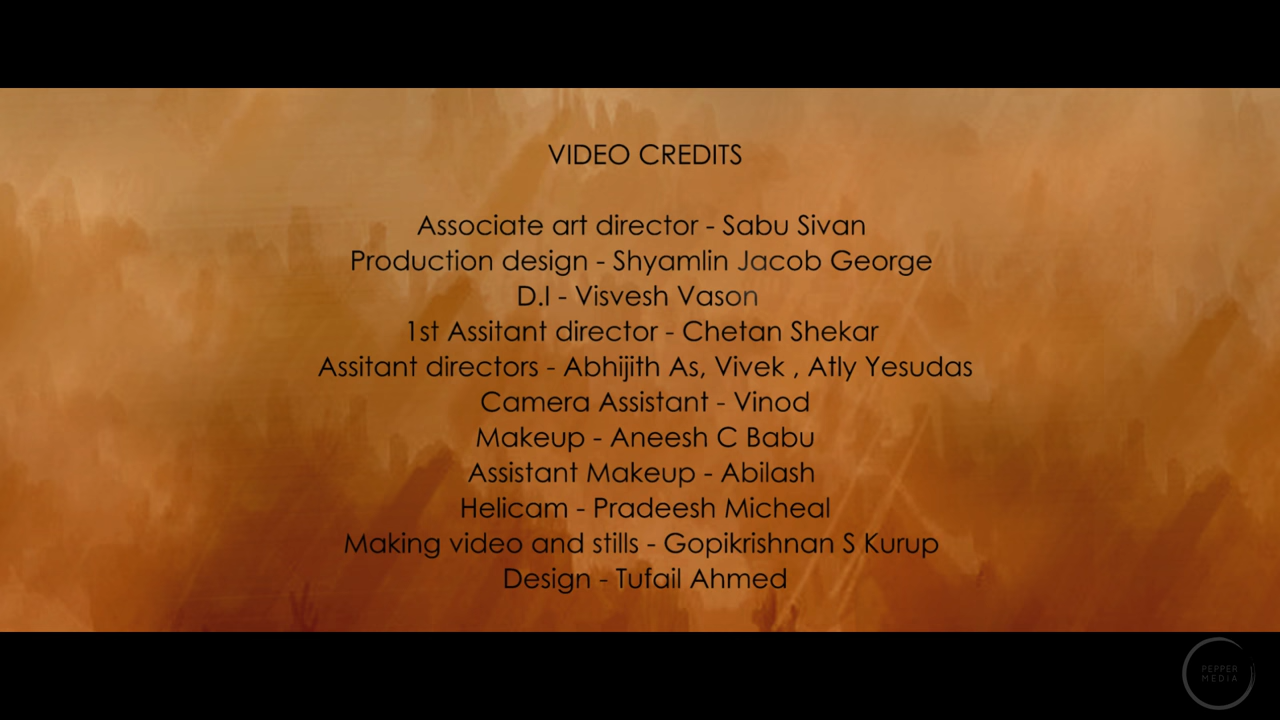 VIDEO CREDITS
Associate art director - Sabu Sivan
Production design - Shyamlin Jacob George
D.I - Visvesh Vason
1st Assitant director - Chetan Shekar
Assitant directors - Abhijith As, Vivek , Atly Yesudas
Camera Assistant - Vinod
Makeup - Aneesh C Babu
Assistant Makeup - Abilash
Helicam - Pradeesh Micheal
Making video and stills - Gopikrishnan S Kurup
Design - Tufail Ahmed
PEPPER
MEDIA